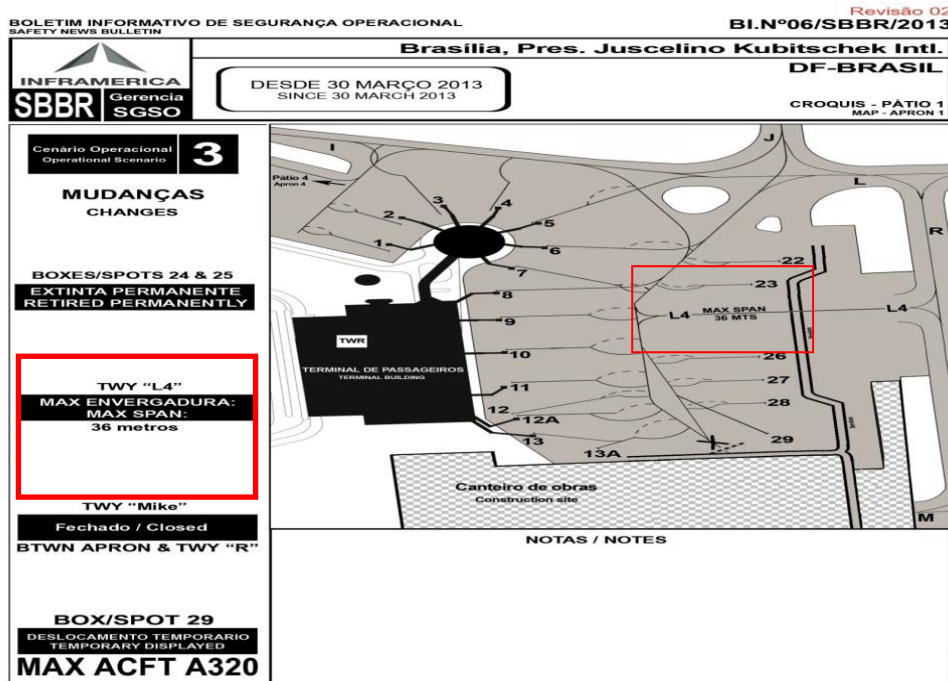 Revisão 02
BOLETIM INFORMATIVO DE SEGURANÇA OPERACIONAL
SAFETY NEWS BULLETIN
BI.Nº06/SBBR/2013
INFRAMERICA
SBBR Gerencia SGSO
Brasília, Pres. Juscelino Kubitschek Intl.
DESDE 30 MARÇO 2013
SINCE 30 MARCH 2013
DF-BRASIL
CROQUIS - PÀTIO 1
MAP - APRON 1
Cenário Operacional
Operational Scenario
3
MUDANÇAS
CHANGES
BOXES/SPOTS 24 & 25
EXTINTA PERMANENTE
RETIRED PERMANENTLY
TWY “L4”
MAX ENVERGADURA:
MAX SPAN:
36 metros
TWY “Mike”
Fechado / Closed
BTWN APRON & TWY “R”
BOX/SPOT 29
DESLOCAMENTO TEMPORARIO
TEMPORARY DISPLAYED
MAX ACFT A320
I
J
Pátio 4
Apron 4
L
R
1
2
3
4
5
6
7
8
9
10
11
12
12A
13
13A
22
23
L4
MAX SPAN
36 MTS
L4
26
27
28
29
TWR
TERMINAL DE PASSAGEIROS
TERMINAL BUILDING
Canteiro de obras
Construction site
M
NOTAS / NOTES